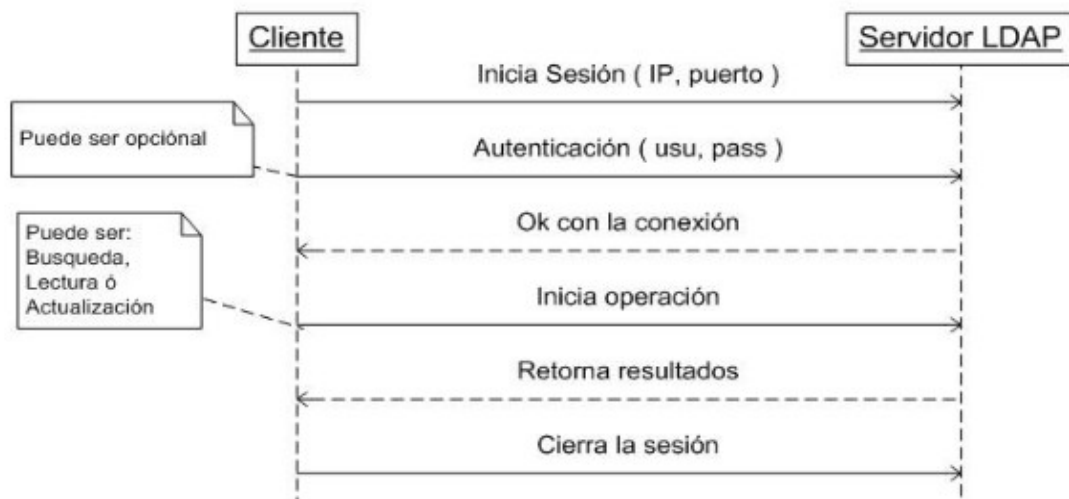 Cliente
Servidor LDAP
Inicia Sesión ( IP, puerto )
Puede ser opciónal
Autenticación ( usu, pass )
Ok con la conexión
Puede ser:
Busqueda,
Lectura ó
Actualización
Inicia operación
Retorna resultados
Cierra la sesión